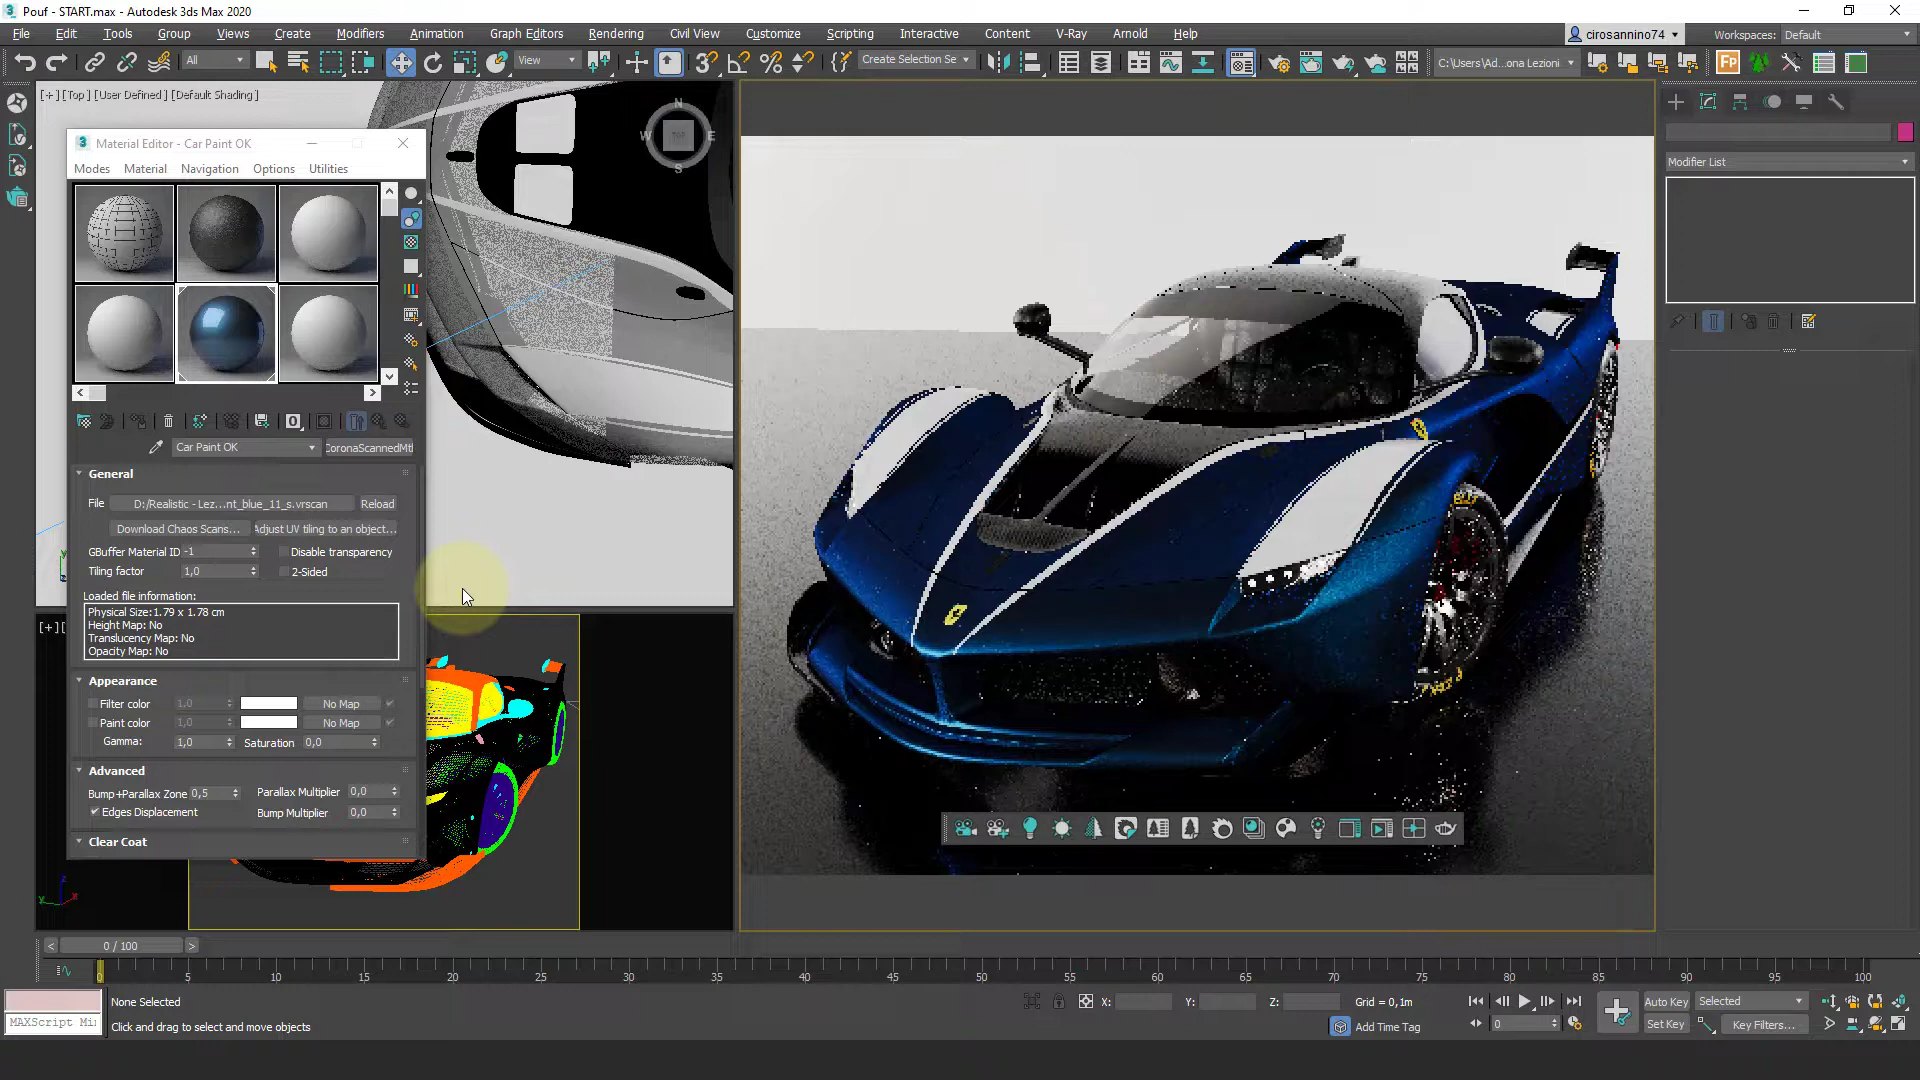 Pouf - START.max - Autodesk 3ds Max 2020
File Edit Tools Group Views Create Modifiers Animation Graph Editors Rendering Civil View Customize Scripting Interactive Content V-Ray Arnold Help
cirosannino74 Workspaces: Default
All View Create Selection Se C:\Users\Ad...ona Lezioni
[+] [Top] [User Defined] [Default Shading]
N
W E
S
Material Editor - Car Paint OK
Modes Material Navigation Options Utilities
Car Paint OK CoronaScannedMtl
General
File D:/Realistic - Lez...nt_blue_11_s.vrscan Reload
Download Chaos Scans... Adjust UV tiling to an object...
GBuffer Material ID -1 Disable transparency
Tiling factor 1,0 2-Sided
Loaded file information:
Physical Size:1.79 x 1.78 cm
Height Map: No
Translucency Map: No
Opacity Map: No
Appearance
Filter color 1,0 No Map
Paint color 1,0 No Map
Gamma: 1,0 Saturation 0,0
Advanced
Bump+Parallax Zone 0,5 Parallax Multiplier 0,0
Edges Displacement Bump Multiplier 0,0
Clear Coat
[+]
Modifier List
0 / 100
0 5 10 15 20 25 30 35 40 45 50 55 60 65 70 75 80 85 90 95 100
None Selected X: Y: Z: Grid = 0,1m Auto Key Selected
MAXScript Mi Click and drag to select and move objects Add Time Tag 0 Set Key Key Filters...